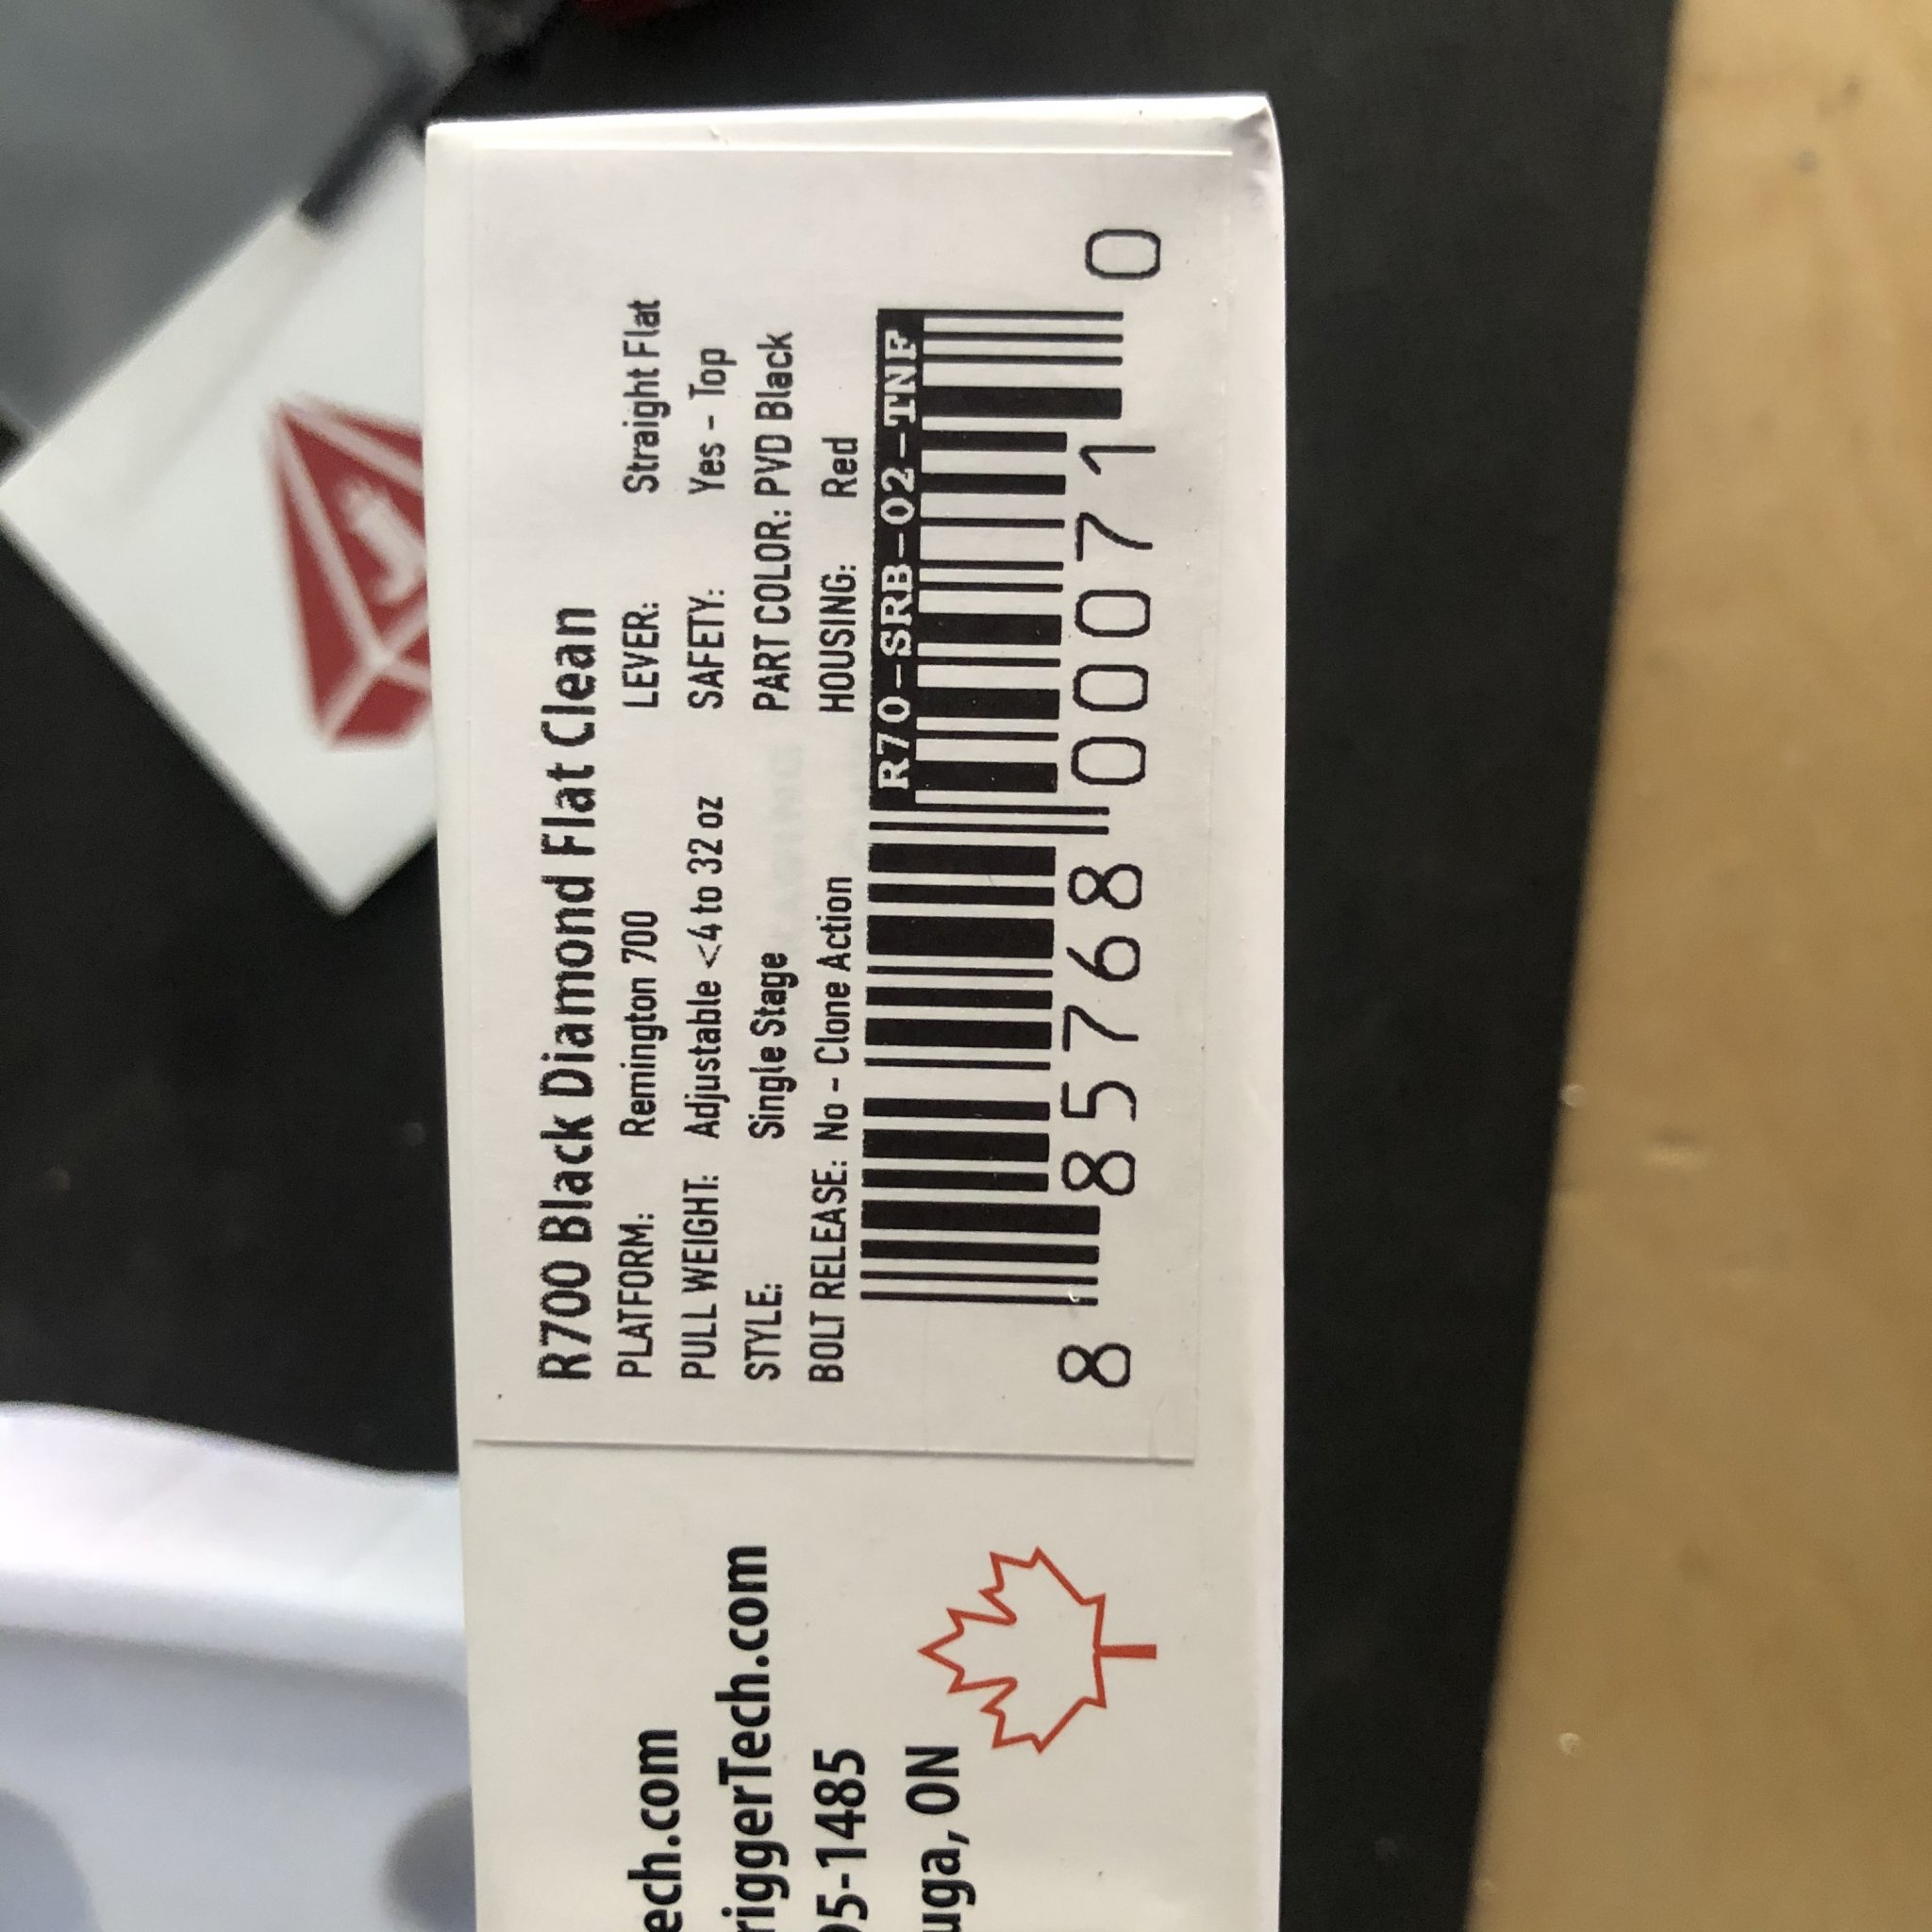 R700 Black Diamond Flat Clean
PLATFORM: Remington 700 LEVER: Straight Flat
PULL WEIGHT: Adjustable <4 to 32 oz SAFETY: Yes - Top
STYLE: Single Stage PART COLOR: PVD Black
BOLT RELEASE: No - Clone Action HOUSING: Red
R70-SRB-02-TNF
8 85768 00071 0
ech.com
riggerTech.com
95-1485
uga, ON